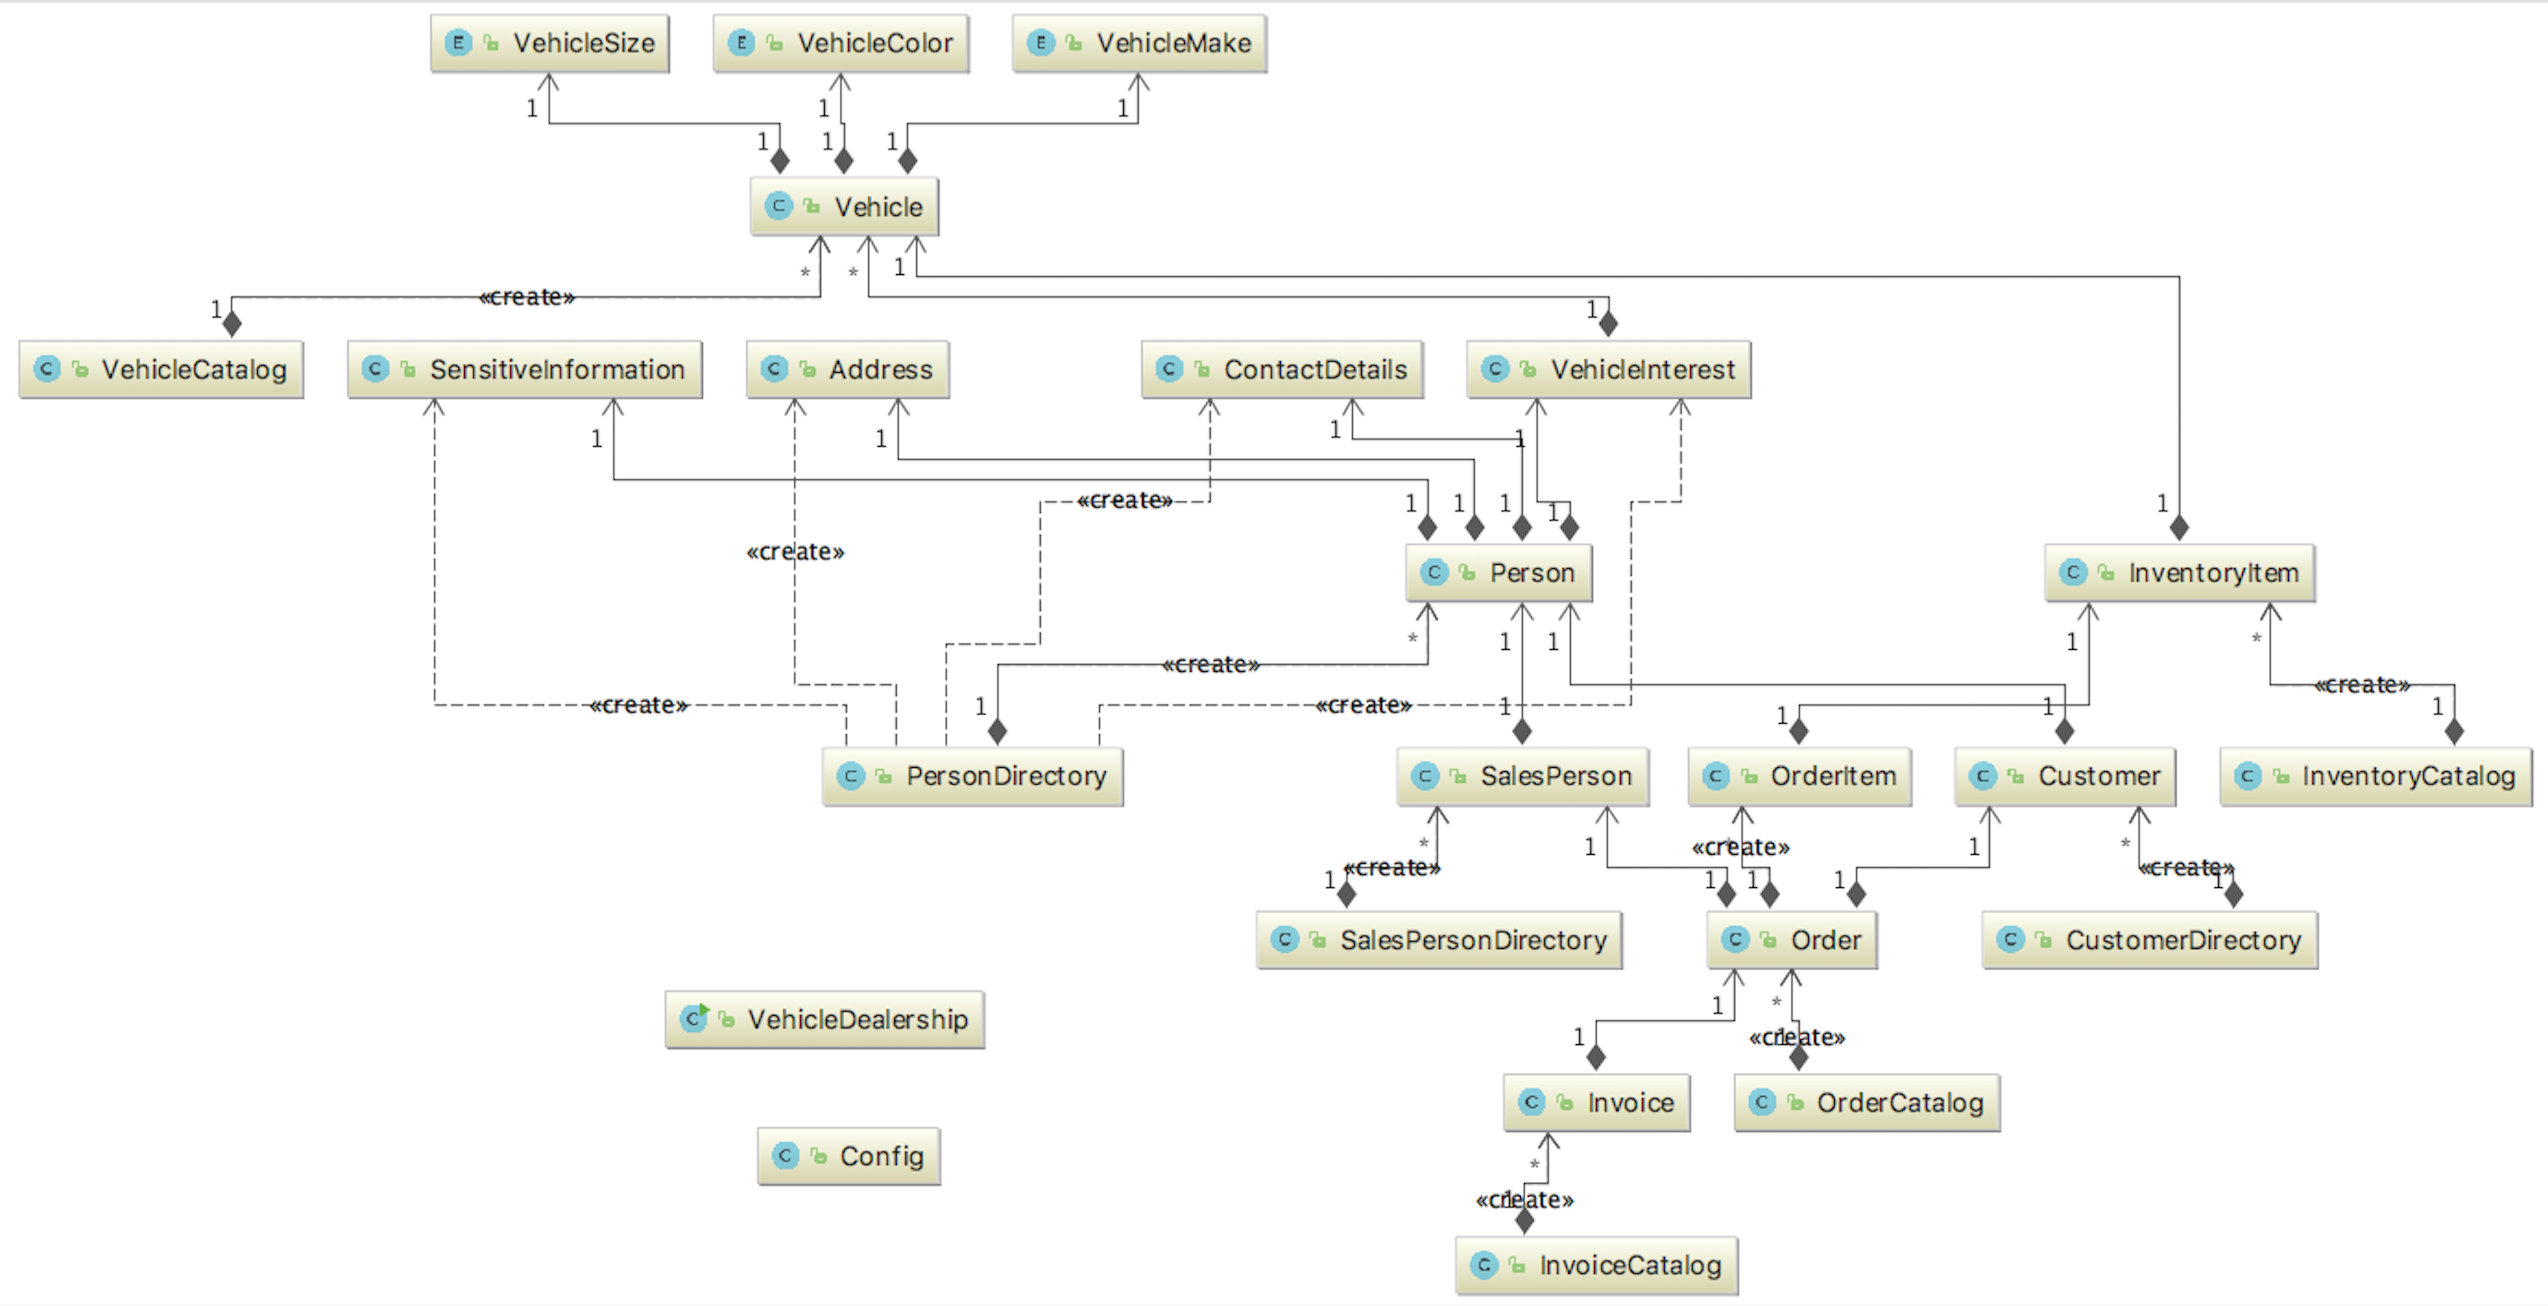 E VehicleSize E VehicleColor E VehicleMake
1 1 1
1 1 1
C Vehicle
* * 1
1 «create» 1
C VehicleCatalog C SensitiveInformation C Address C ContactDetails C VehicleInterest
1 1 1 1
«create» 1 1 1 1 1
«create»
C Person C InventoryItem
* 1 1 1 *
«create» «create»
1 «create» «create» 1 1 1 1
C PersonDirectory C SalesPerson C OrderItem C Customer C InventoryCatalog
* 1 «create» 1 *
1 «create» 1 1 1 «create» 1
C SalesPersonDirectory C Order C CustomerDirectory
1 *
C VehicleDealership
1 «create» 1
C Invoice C OrderCatalog
C Config
*
«create» 1
C InvoiceCatalog